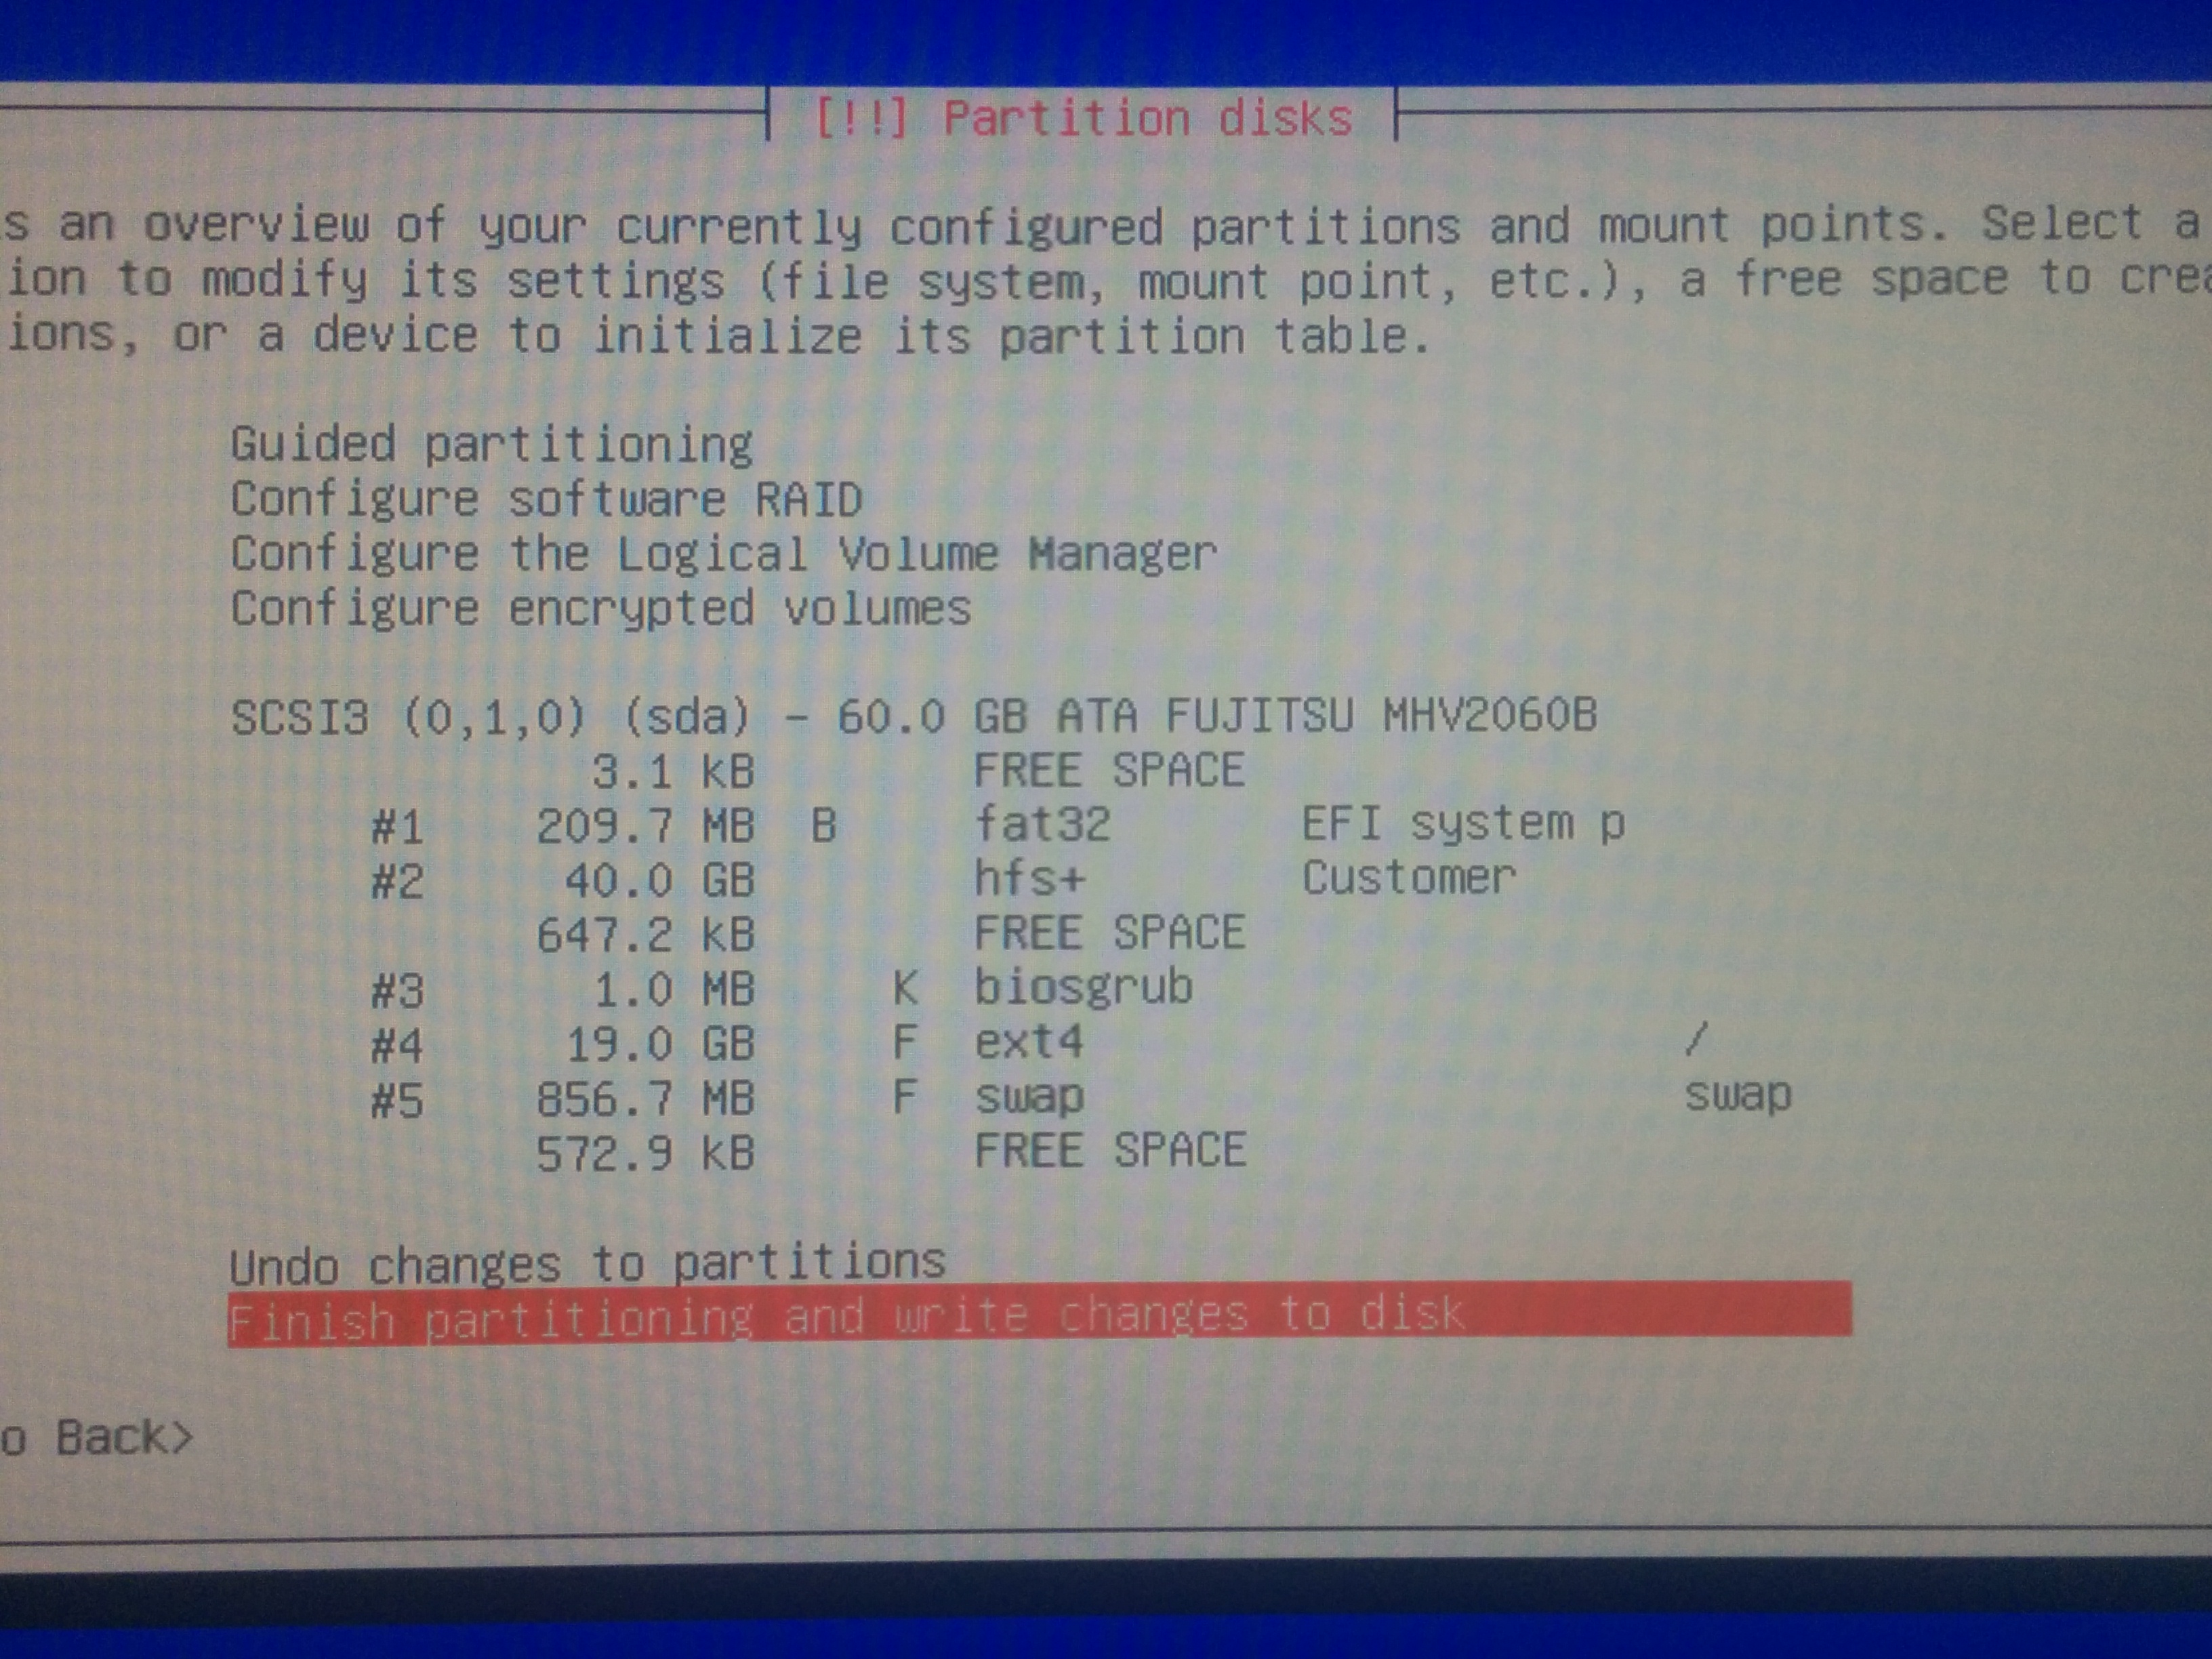 [!!] Partition disks
s an overview of your currently configured partitions and mount points. Select a
ion to modify its settings (file system, mount point, etc.), a free space to crea
ions, or a device to initialize its partition table.
Guided partitioning
Configure software RAID
Configure the Logical Volume Manager
Configure encrypted volumes
SCSI3 (0,1,0) (sda) - 60.0 GB ATA FUJITSU MHV2060B
3.1 kB FREE SPACE
#1 209.7 MB B fat32 EFI system p
#2 40.0 GB hfs+ Customer
647.2 kB FREE SPACE
#3 1.0 MB K biosgrub
#4 19.0 GB F ext4 /
#5 856.7 MB F swap swap
572.9 kB FREE SPACE
Undo changes to partitions
Finish partitioning and write changes to disk
o Back>